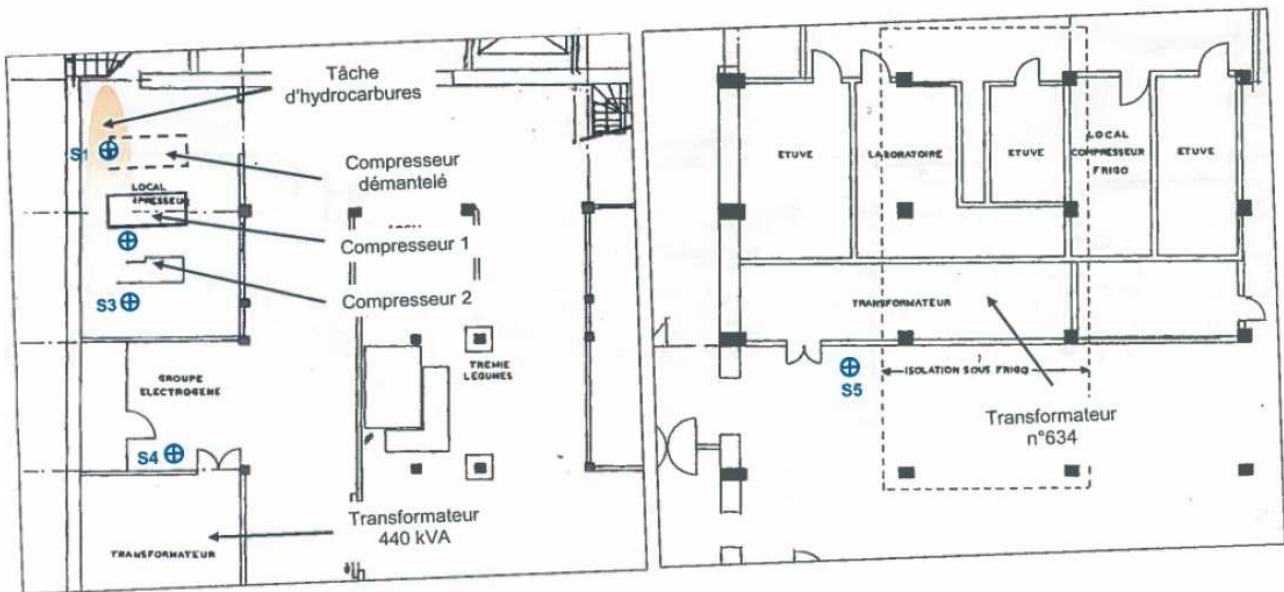 Tâche
d'hydrocarbures
S1
Compresseur
démantelé
LOCAL
Compresseur 1
Compresseur 2
S3
GROUPE
ELECTROGENE
TREMIE
LEGUMES
S4
Transformateur
440 kVA
TRANSFORMATEUR
ETUVE
LABORATOIRE
ETUVE
LOCAL
COMPRESSEUR
FRIGO
ETUVE
TRANSFORMATEUR
S5
ISOLATION SOUS FRIGO
Transformateur
n°634